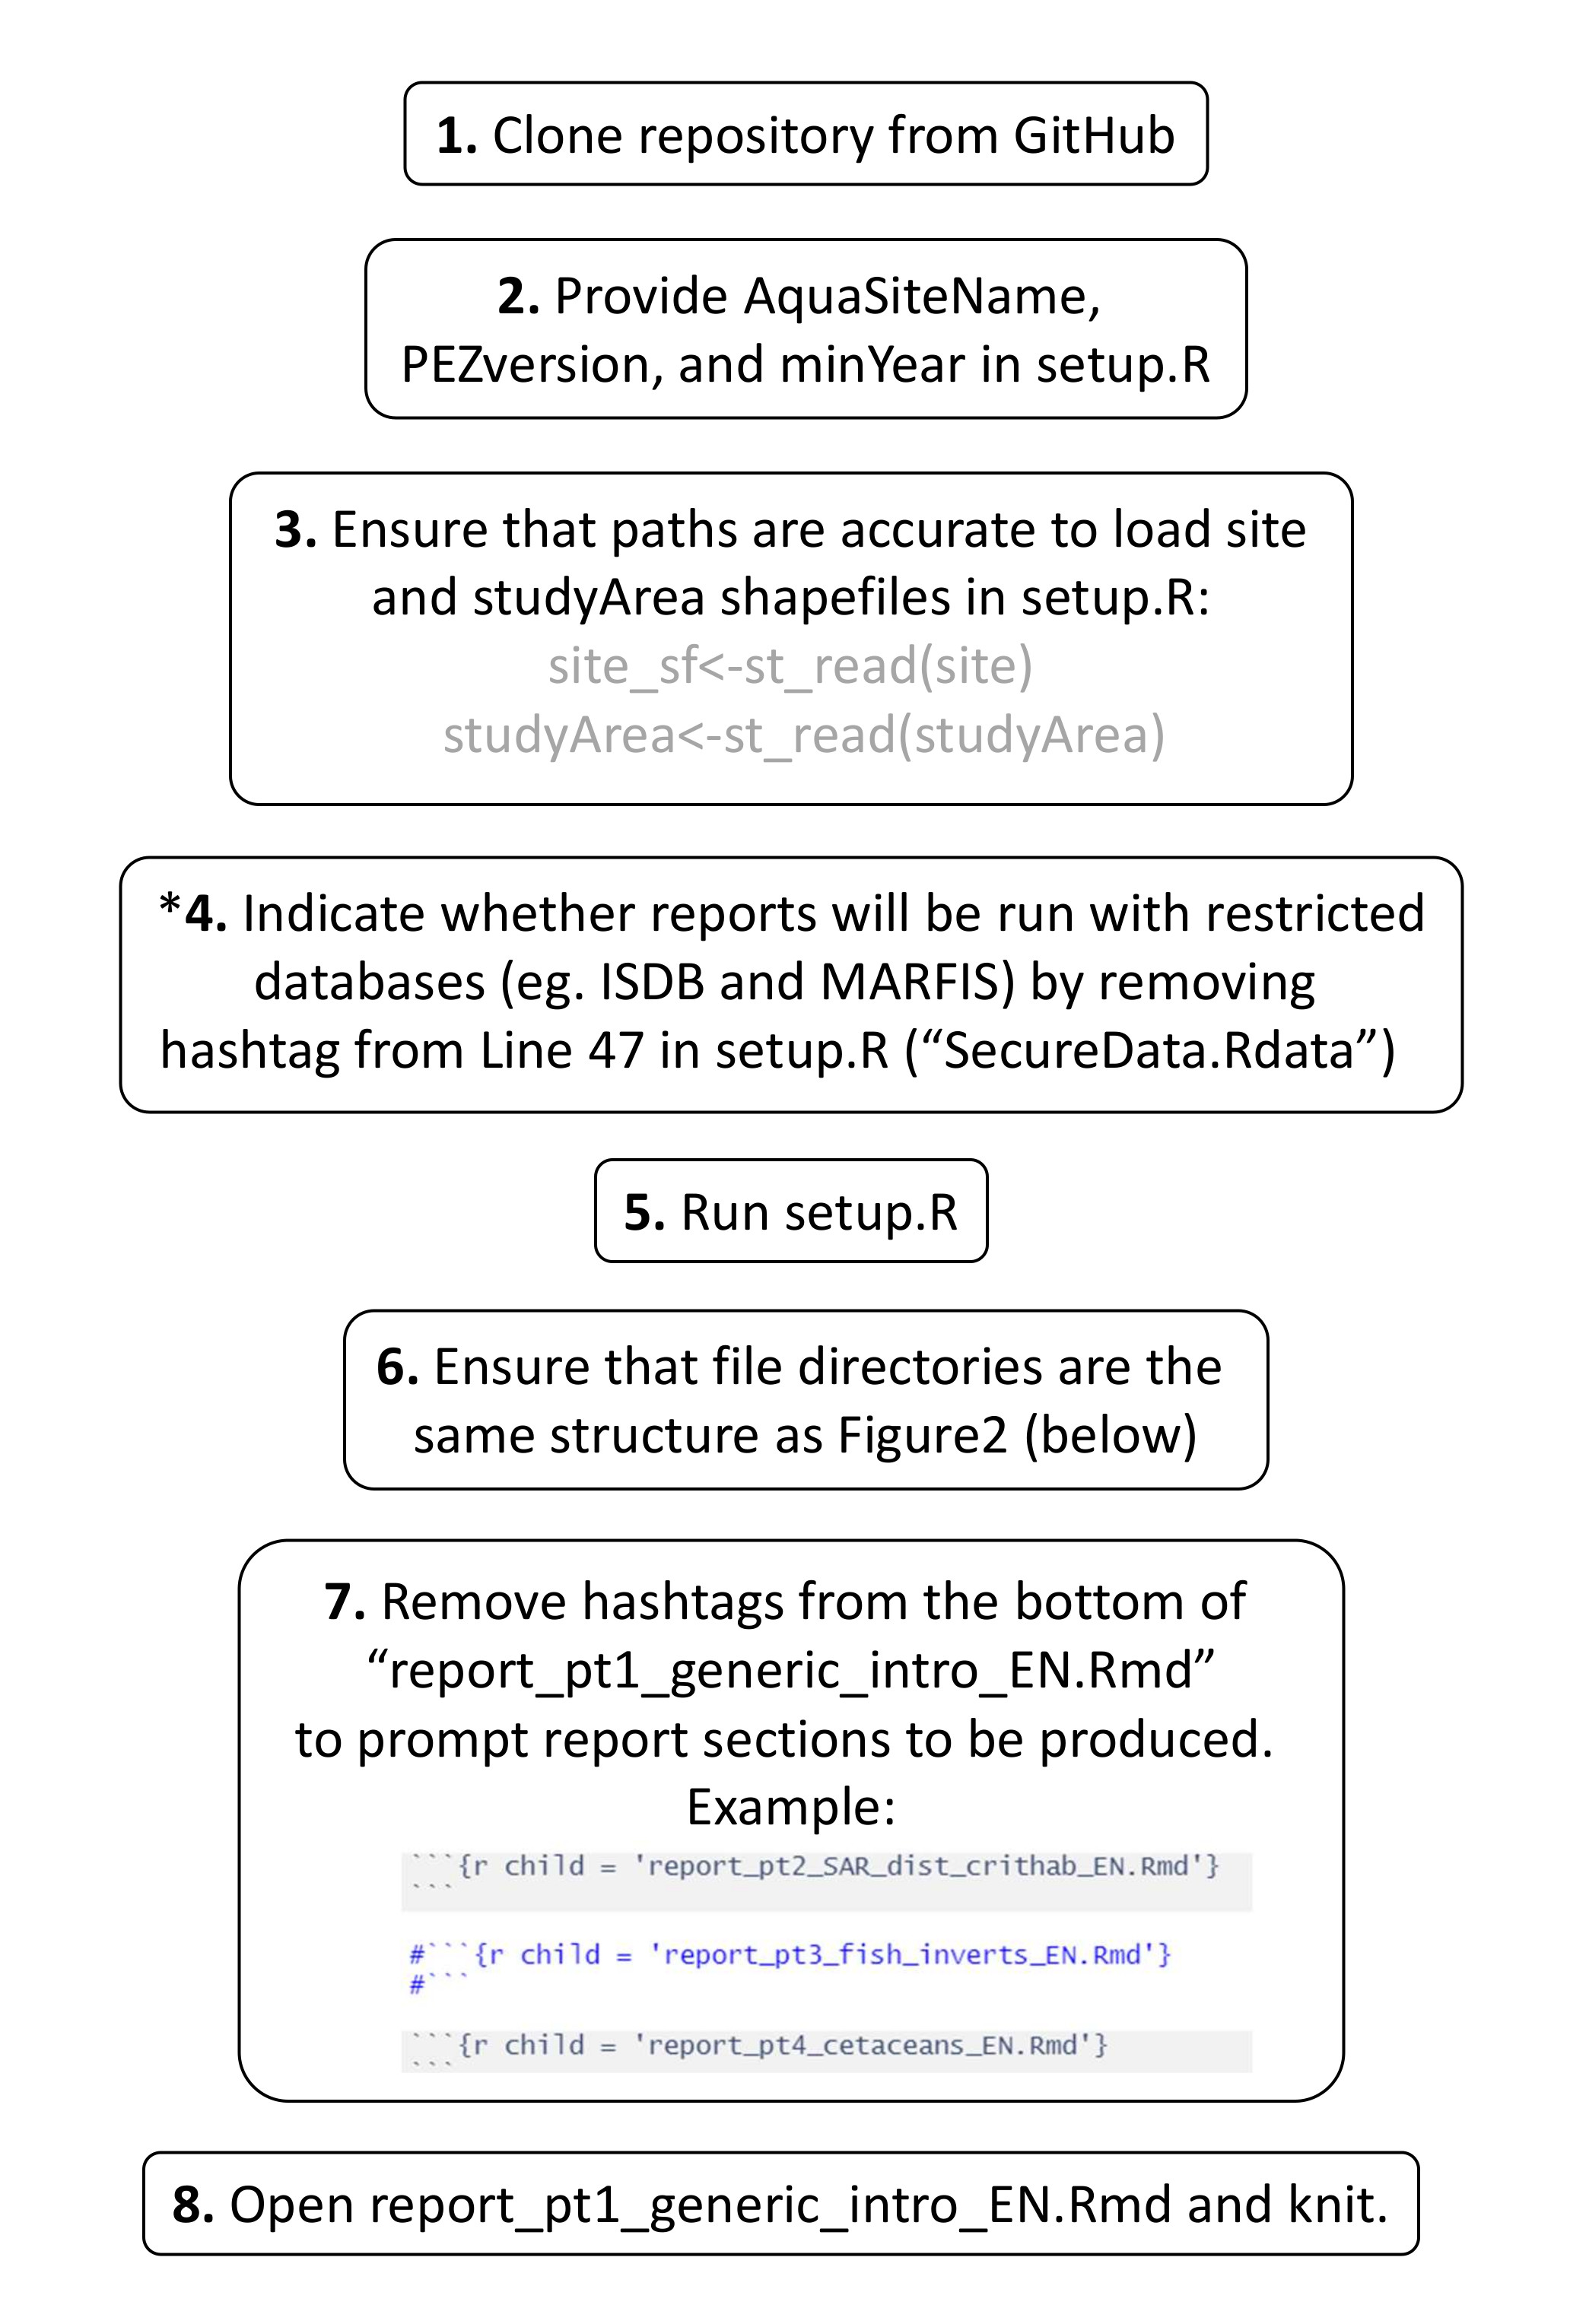 1. Clone repository from GitHub
2. Provide AquaSiteName,
PEZversion, and minYear in setup.R
3. Ensure that paths are accurate to load site
and studyArea shapefiles in setup.R:
site_sf<-st_read(site)
studyArea<-st_read(studyArea)
*4. Indicate whether reports will be run with restricted
databases (eg. ISDB and MARFIS) by removing
hashtag from Line 47 in setup.R (“SecureData.Rdata”)
5. Run setup.R
6. Ensure that file directories are the
same structure as Figure2 (below)
7. Remove hashtags from the bottom of
“report_pt1_generic_intro_EN.Rmd”
to prompt report sections to be produced.
Example:
```{r child = 'report_pt2_SAR_dist_crithab_EN.Rmd'}
```
#```{r child = 'report_pt3_fish_inverts_EN.Rmd'}
#```
```{r child = 'report_pt4_cetaceans_EN.Rmd'}
```
8. Open report_pt1_generic_intro_EN.Rmd and knit.